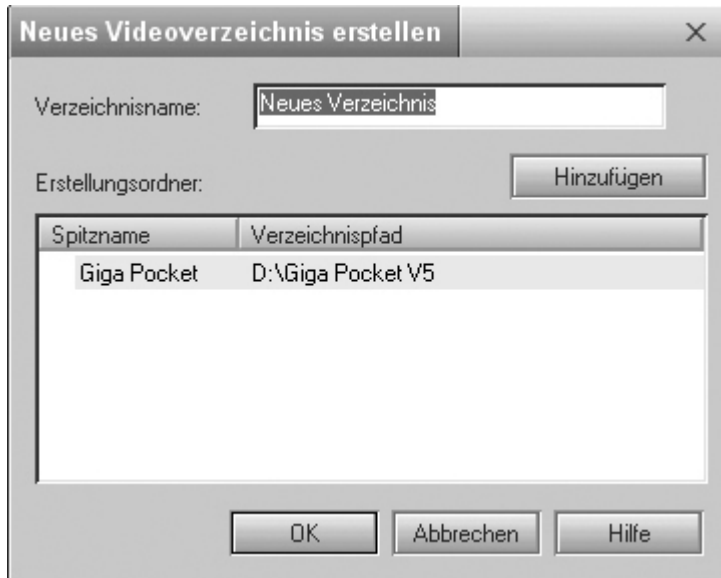 Neues Videoverzeichnis erstellen
Verzeichnisname: Neues Verzeichnis
Erstellungsordner: Hinzufügen
Spitzname Verzeichnispfad
Giga Pocket D:\Giga Pocket V5
OK Abbrechen Hilfe